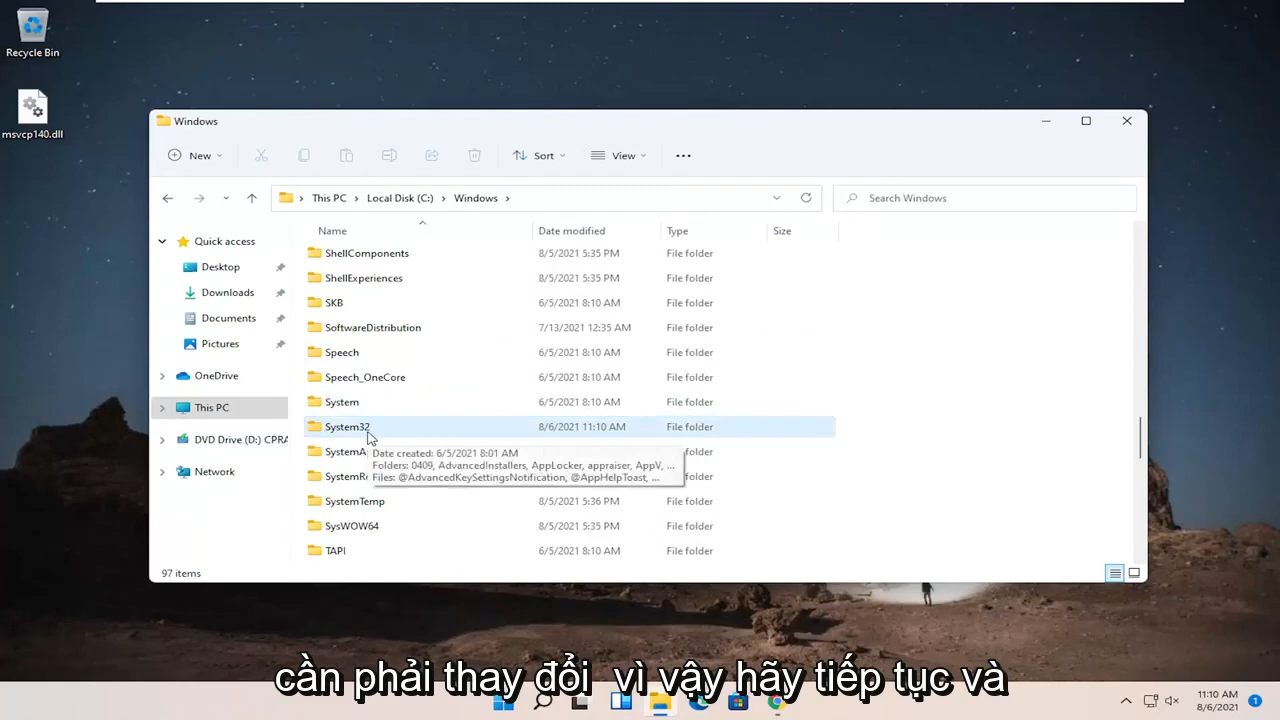 Recycle Bin
msvcp140.dll
Windows
New
Sort
View
This PC
Local Disk (C:)
Windows
Search Windows
Name
Date modified
Type
Size
Quick access
Desktop
Downloads
Documents
Pictures
OneDrive
This PC
DVD Drive (D:) CPRA
Network
ShellComponents 8/5/2021 5:35 PM File folder
ShellExperiences 8/5/2021 5:35 PM File folder
SKB 6/5/2021 8:10 AM File folder
SoftwareDistribution 7/13/2021 12:35 AM File folder
Speech 6/5/2021 8:10 AM File folder
Speech_OneCore 6/5/2021 8:10 AM File folder
System 6/5/2021 8:10 AM File folder
System32 8/6/2021 11:10 AM File folder
SystemA File folder
Date created: 6/5/2021 8:01 AM
Folders: 0409, AdvancedInstallers, AppLocker, appraiser, AppV, ...
Files: @AdvancedKeySettingsNotification, @AppHelpToast, ...
SystemRe File folder
SystemTemp 8/5/2021 5:36 PM File folder
SysWOW64 8/5/2021 5:35 PM File folder
TAPI 6/5/2021 8:10 AM File folder
97 items
cần phải thay đổi vì vậy hãy tiếp tục và
11:10 AM
8/6/2021
1